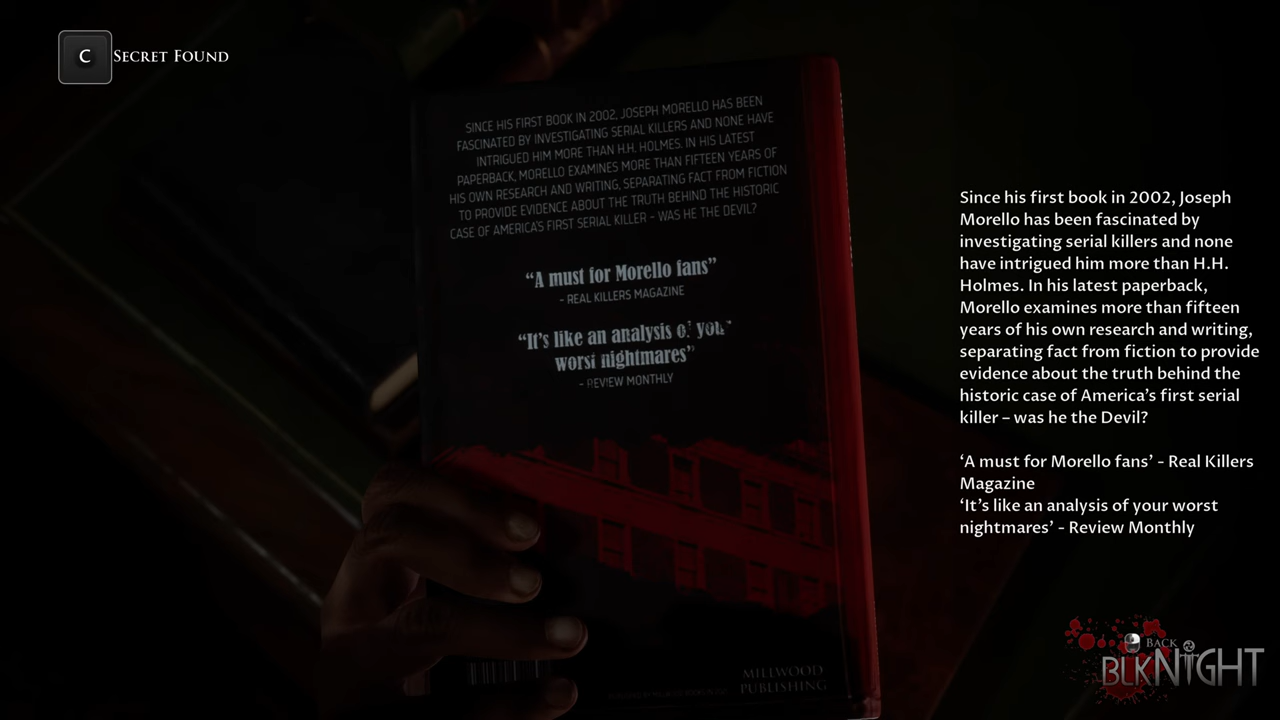 C
SECRET FOUND
SINCE HIS FIRST BOOK IN 2002, JOSEPH MORELLO HAS BEEN
FASCINATED BY INVESTIGATING SERIAL KILLERS AND NONE HAVE
INTRIGUED HIM MORE THAN H.H. HOLMES. IN HIS LATEST
PAPERBACK, MORELLO EXAMINES MORE THAN FIFTEEN YEARS OF
HIS OWN RESEARCH AND WRITING, SEPARATING FACT FROM FICTION
TO PROVIDE EVIDENCE ABOUT THE TRUTH BEHIND THE HISTORIC
CASE OF AMERICA'S FIRST SERIAL KILLER – WAS HE THE DEVIL?
“A must for Morello fans”
- REAL KILLERS MAGAZINE
“It's like an analysis of your
worst nightmares”
- REVIEW MONTHLY
MILLWOOD
PUBLISHING
Since his first book in 2002, Joseph
Morello has been fascinated by
investigating serial killers and none
have intrigued him more than H.H.
Holmes. In his latest paperback,
Morello examines more than fifteen
years of his own research and writing,
separating fact from fiction to provide
evidence about the truth behind the
historic case of America's first serial
killer – was he the Devil?
‘A must for Morello fans’ - Real Killers
Magazine
‘It's like an analysis of your worst
nightmares’ - Review Monthly
BACK
BLKNIGHT